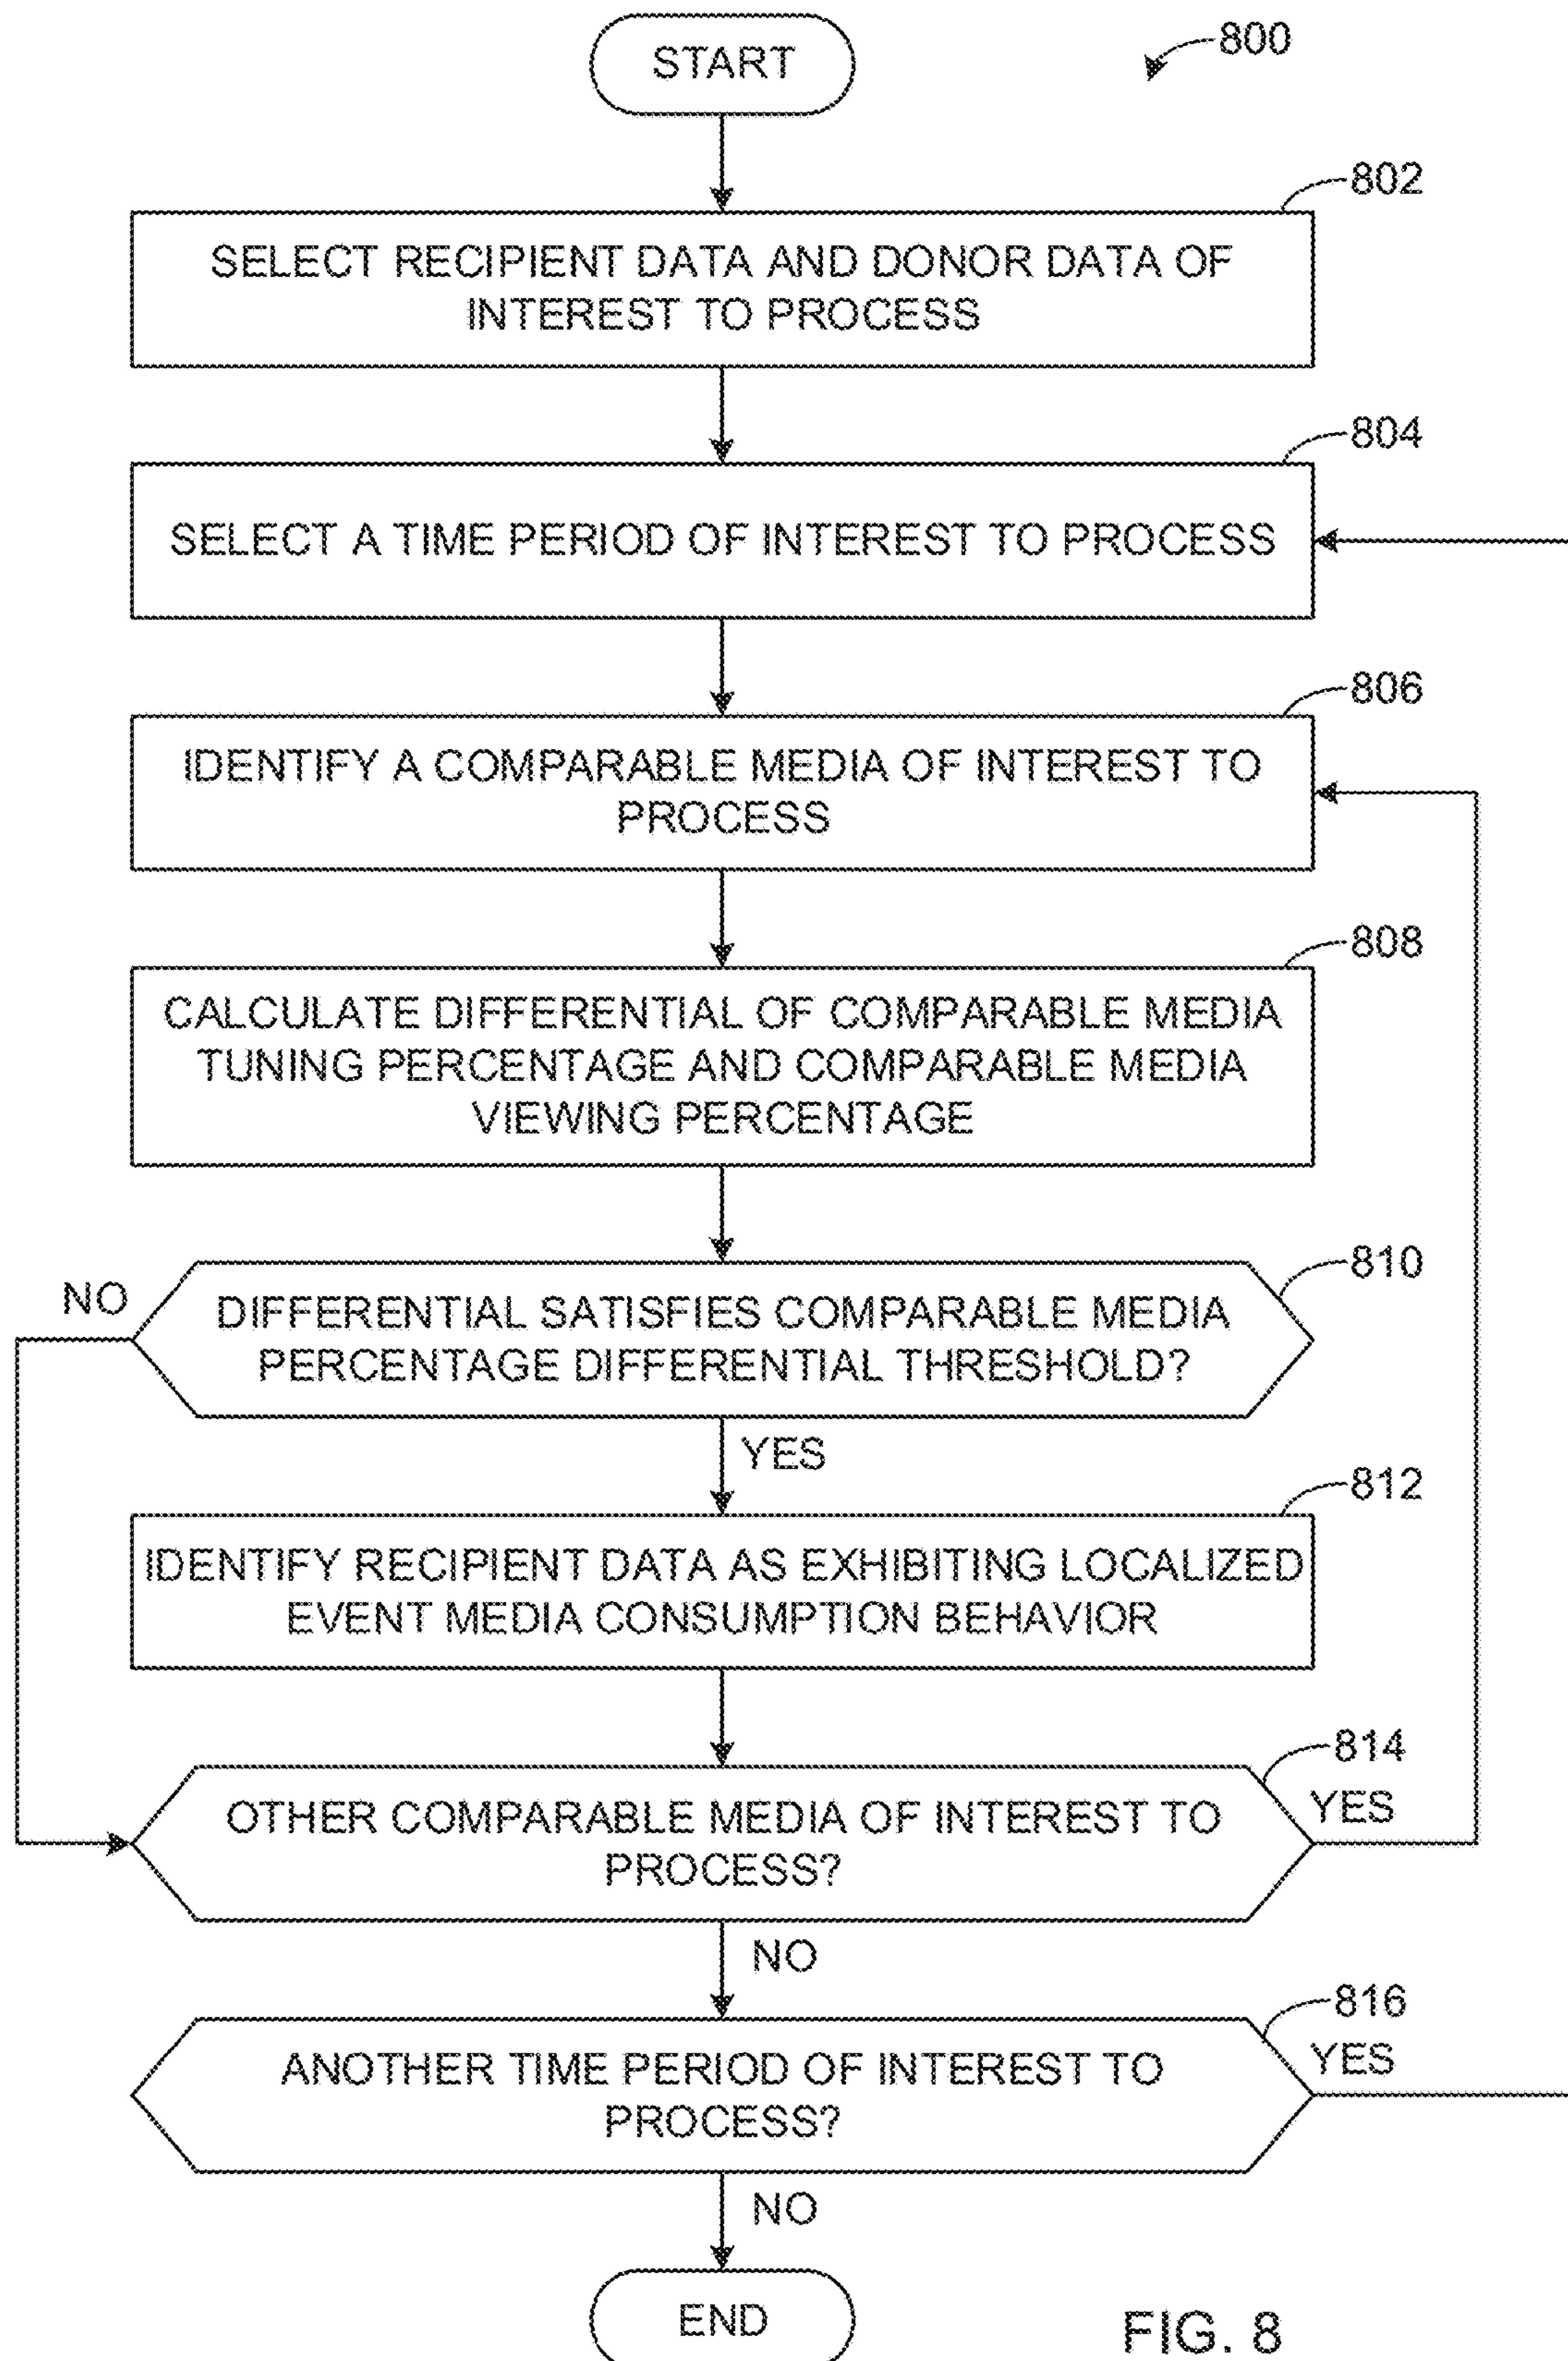 START
800
802
SELECT RECIPIENT DATA AND DONOR DATA OF
INTEREST TO PROCESS
804
SELECT A TIME PERIOD OF INTEREST TO PROCESS
806
IDENTIFY A COMPARABLE MEDIA OF INTEREST TO
PROCESS
808
CALCULATE DIFFERENTIAL OF COMPARABLE MEDIA
TUNING PERCENTAGE AND COMPARABLE MEDIA
VIEWING PERCENTAGE
810
NO
DIFFERENTIAL SATISFIES COMPARABLE MEDIA
PERCENTAGE DIFFERENTIAL THRESHOLD?
YES
812
IDENTIFY RECIPIENT DATA AS EXHIBITING LOCALIZED
EVENT MEDIA CONSUMPTION BEHAVIOR
814
YES
OTHER COMPARABLE MEDIA OF INTEREST TO
PROCESS?
NO
816
YES
ANOTHER TIME PERIOD OF INTEREST TO
PROCESS?
NO
END
FIG. 8